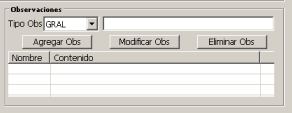 Observaciones
Tipo Obs GRAL
Agregar Obs Modificar Obs Eliminar Obs
Nombre Contenido